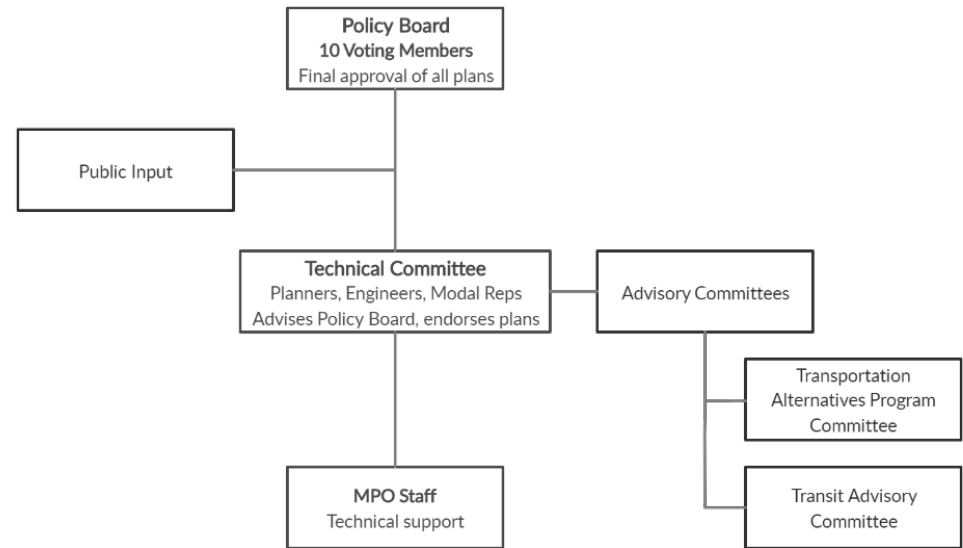 Policy Board
10 Voting Members
Final approval of all plans
Public Input
Technical Committee
Planners, Engineers, Modal Reps
Advises Policy Board, endorses plans
Advisory Committees
Transportation
Alternatives Program
Committee
MPO Staff
Technical support
Transit Advisory
Committee